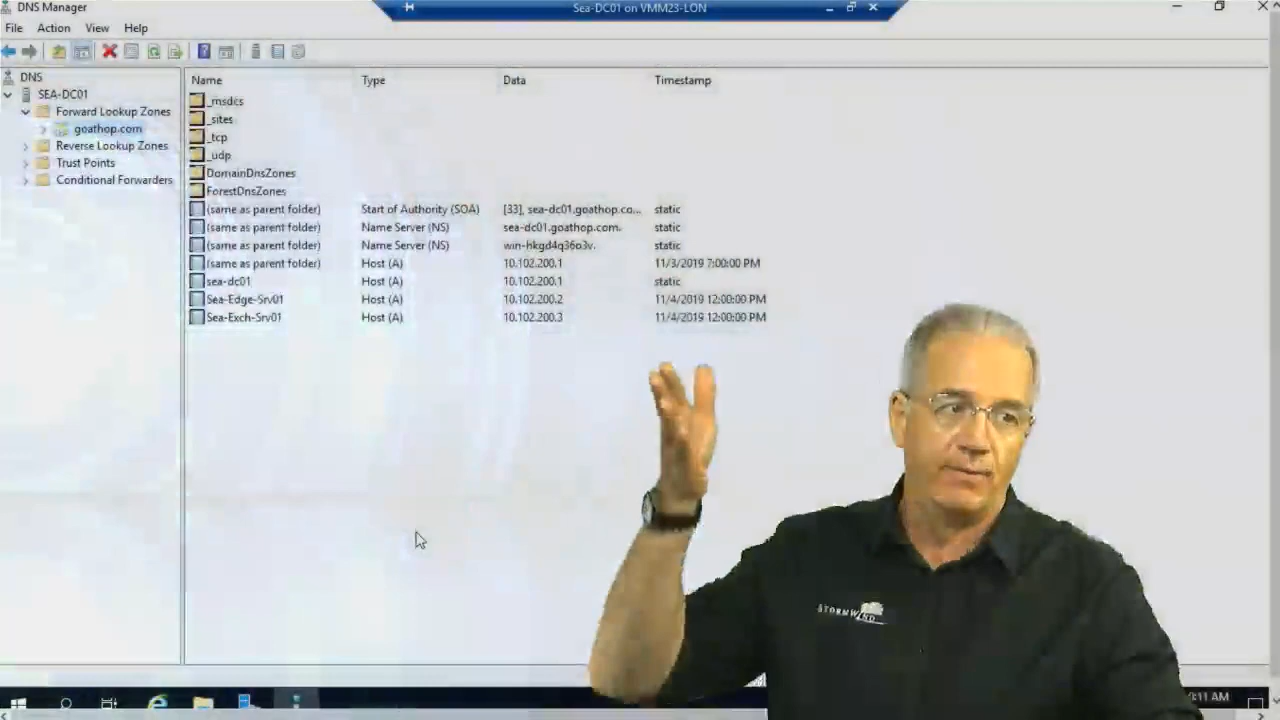 DNS Manager
Sea-DC01 on VMM23-LON
File Action View Help
DNS
SEA-DC01
Forward Lookup Zones
goathop.com
Reverse Lookup Zones
Trust Points
Conditional Forwarders
Name Type Data Timestamp
_msdcs
_sites
_tcp
_udp
DomainDnsZones
ForestDnsZones
(same as parent folder) Start of Authority (SOA) [33], sea-dc01.goathop.co... static
(same as parent folder) Name Server (NS) sea-dc01.goathop.com. static
(same as parent folder) Name Server (NS) win-hkgd4q36o3v. static
(same as parent folder) Host (A) 10.102.200.1 11/3/2019 7:00:00 PM
sea-dc01 Host (A) 10.102.200.1 static
Sea-Edge-Srv01 Host (A) 10.102.200.2 11/4/2019 12:00:00 PM
Sea-Exch-Srv01 Host (A) 10.102.200.3 11/4/2019 12:00:00 PM
STORMWIND
:11 AM